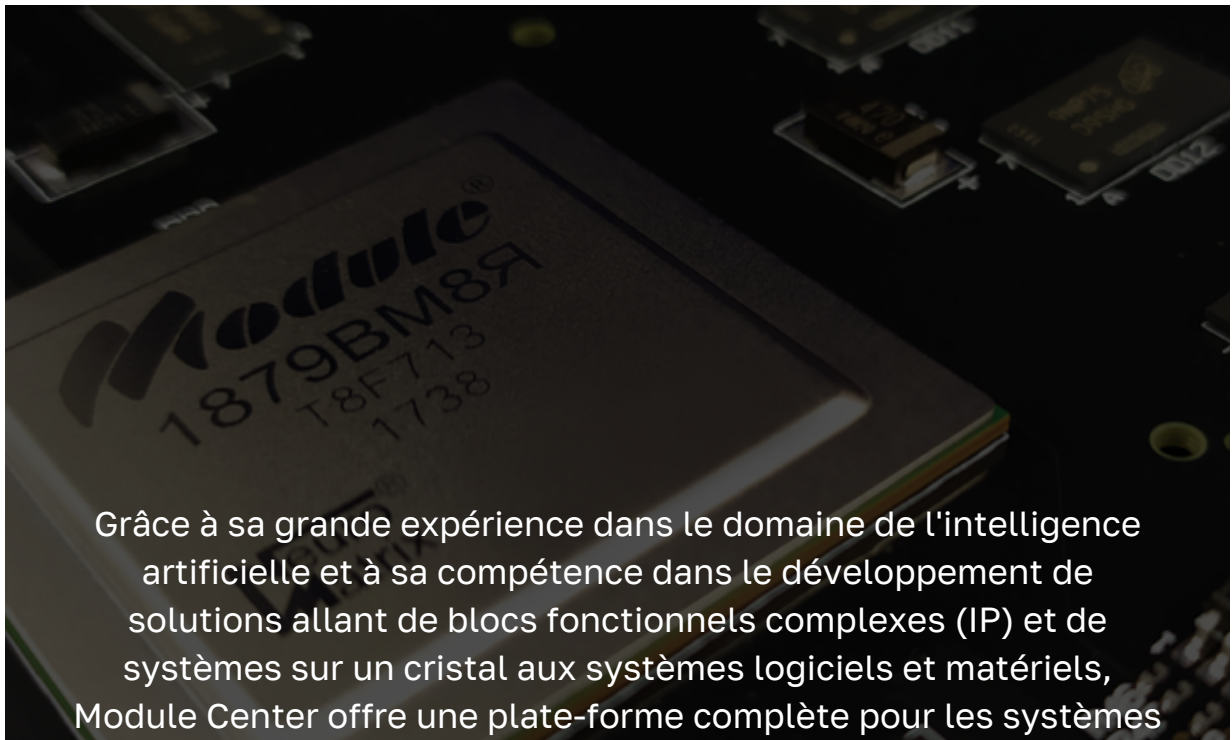 DD11
DD12
Module®
1879ВМ8Я
T8F713
1738
Grâce à sa grande expérience dans le domaine de l'intelligence
artificielle et à sa compétence dans le développement de
solutions allant de blocs fonctionnels complexes (IP) et de
systèmes sur un cristal aux systèmes logiciels et matériels,
Module Center offre une plate-forme complète pour les systèmes